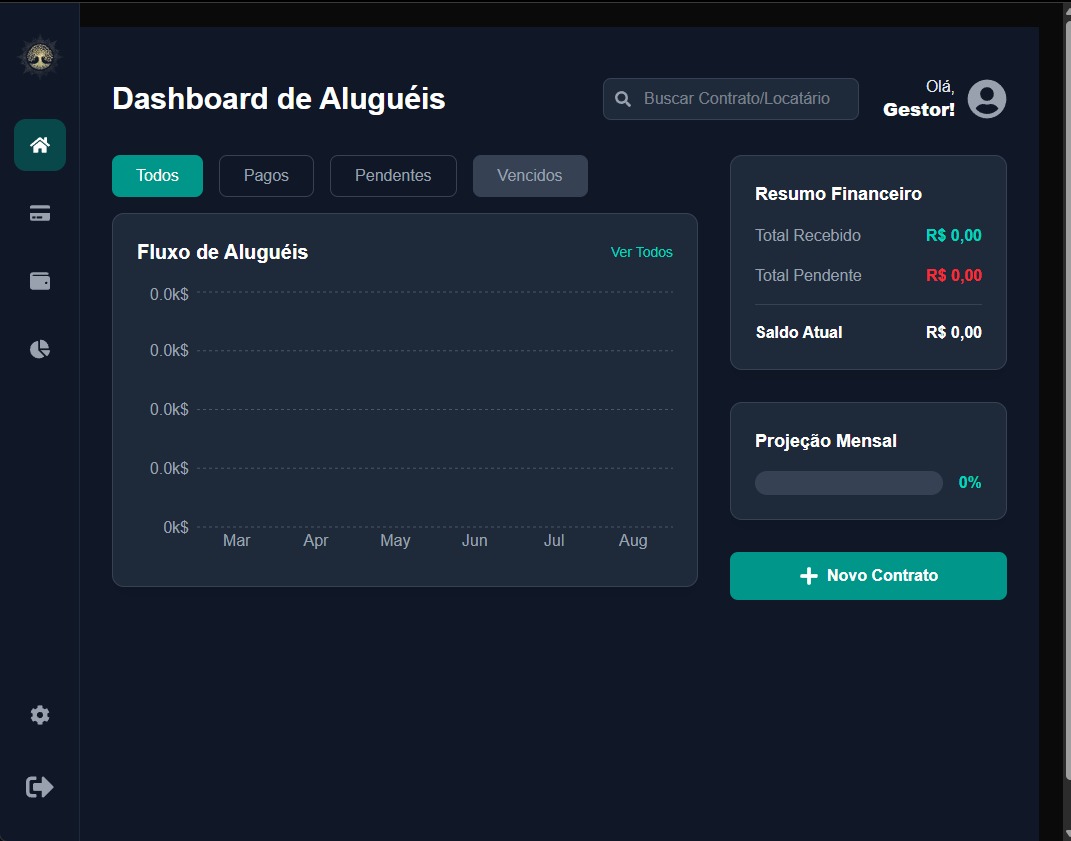 Dashboard de Aluguéis
Buscar Contrato/Locatário
Olá,
Gestor!
Todos
Pagos
Pendentes
Vencidos
Fluxo de Aluguéis
Ver Todos
0.0k$
0.0k$
0.0k$
0.0k$
0k$
Mar Apr May Jun Jul Aug
Resumo Financeiro
Total Recebido R$ 0,00
Total Pendente R$ 0,00
Saldo Atual R$ 0,00
Projeção Mensal
0%
Novo Contrato